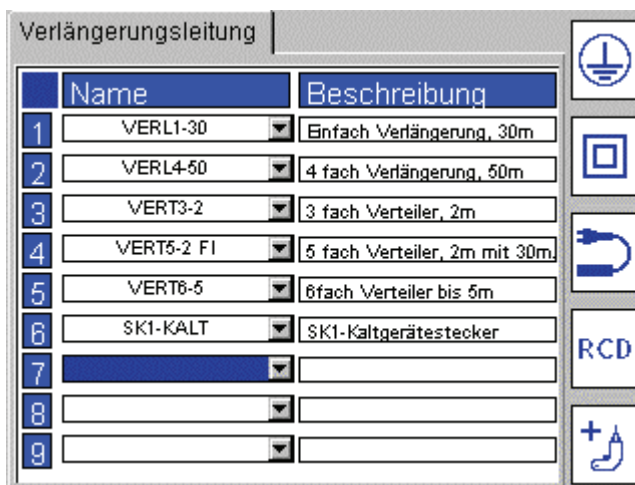 Verlängerungsleitung
Name Beschreibung
1 VERL1-30 Einfach Verlängerung, 30m
2 VERL4-50 4 fach Verlängerung, 50m
3 VERT3-2 3 fach Verteiler, 2m
4 VERT5-2 FI 5 fach Verteiler, 2m mit 30m.
5 VERT6-5 6fach Verteiler bis 5m
6 SK1-KALT SK1-Kaltgerätestecker
RCD
7
8
9